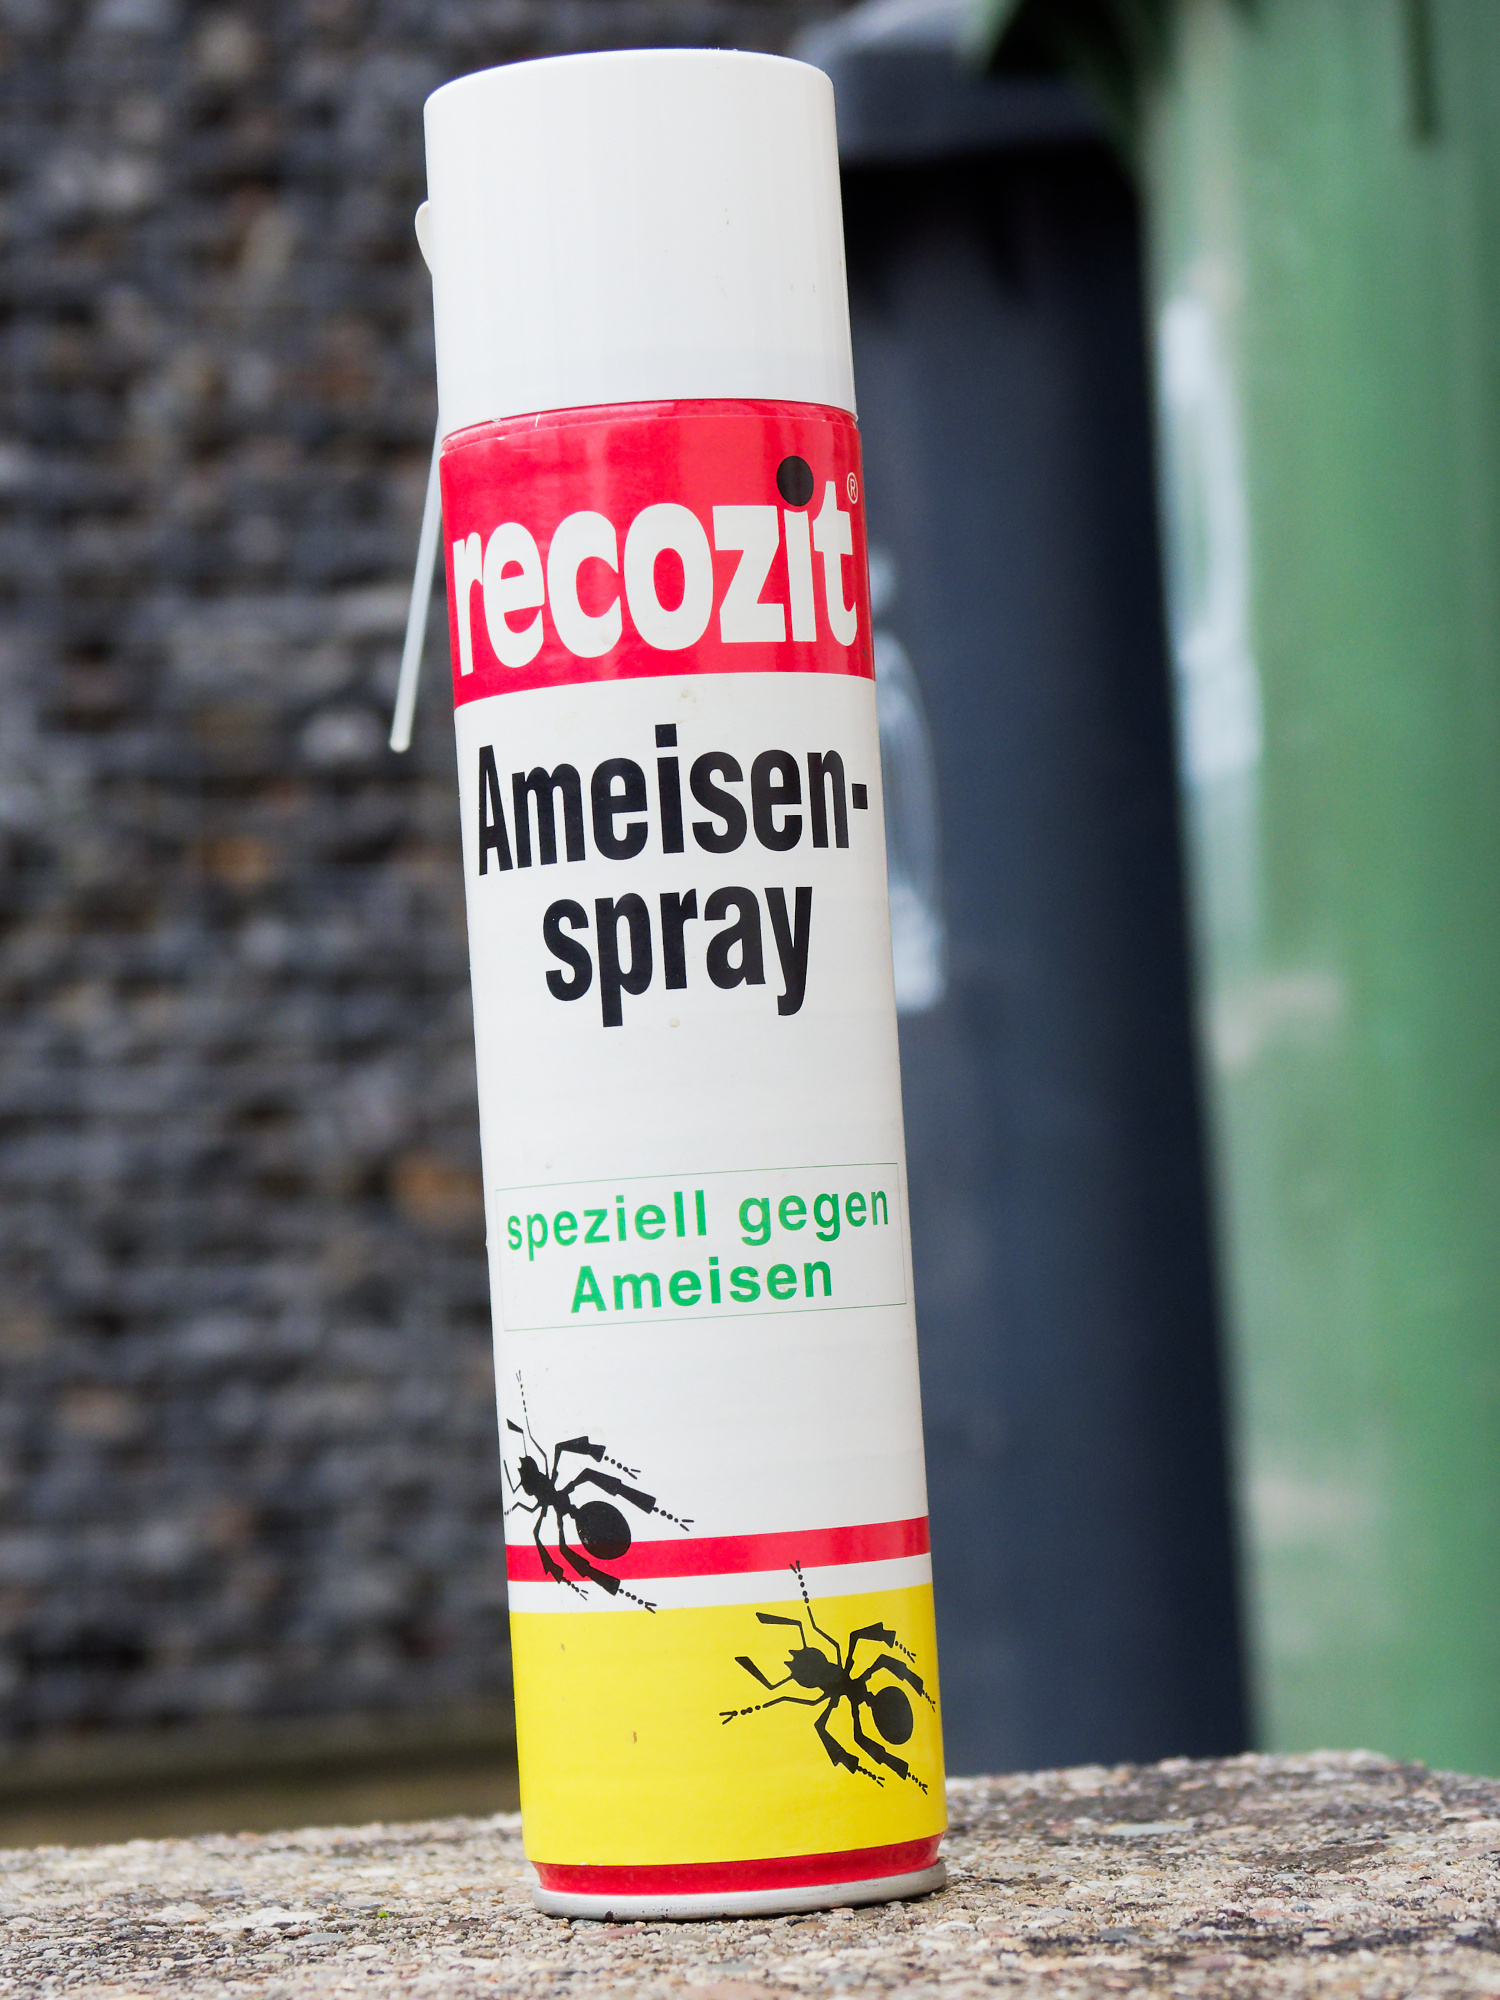 recozit®
Ameisen-
spray
speziell gegen
Ameisen